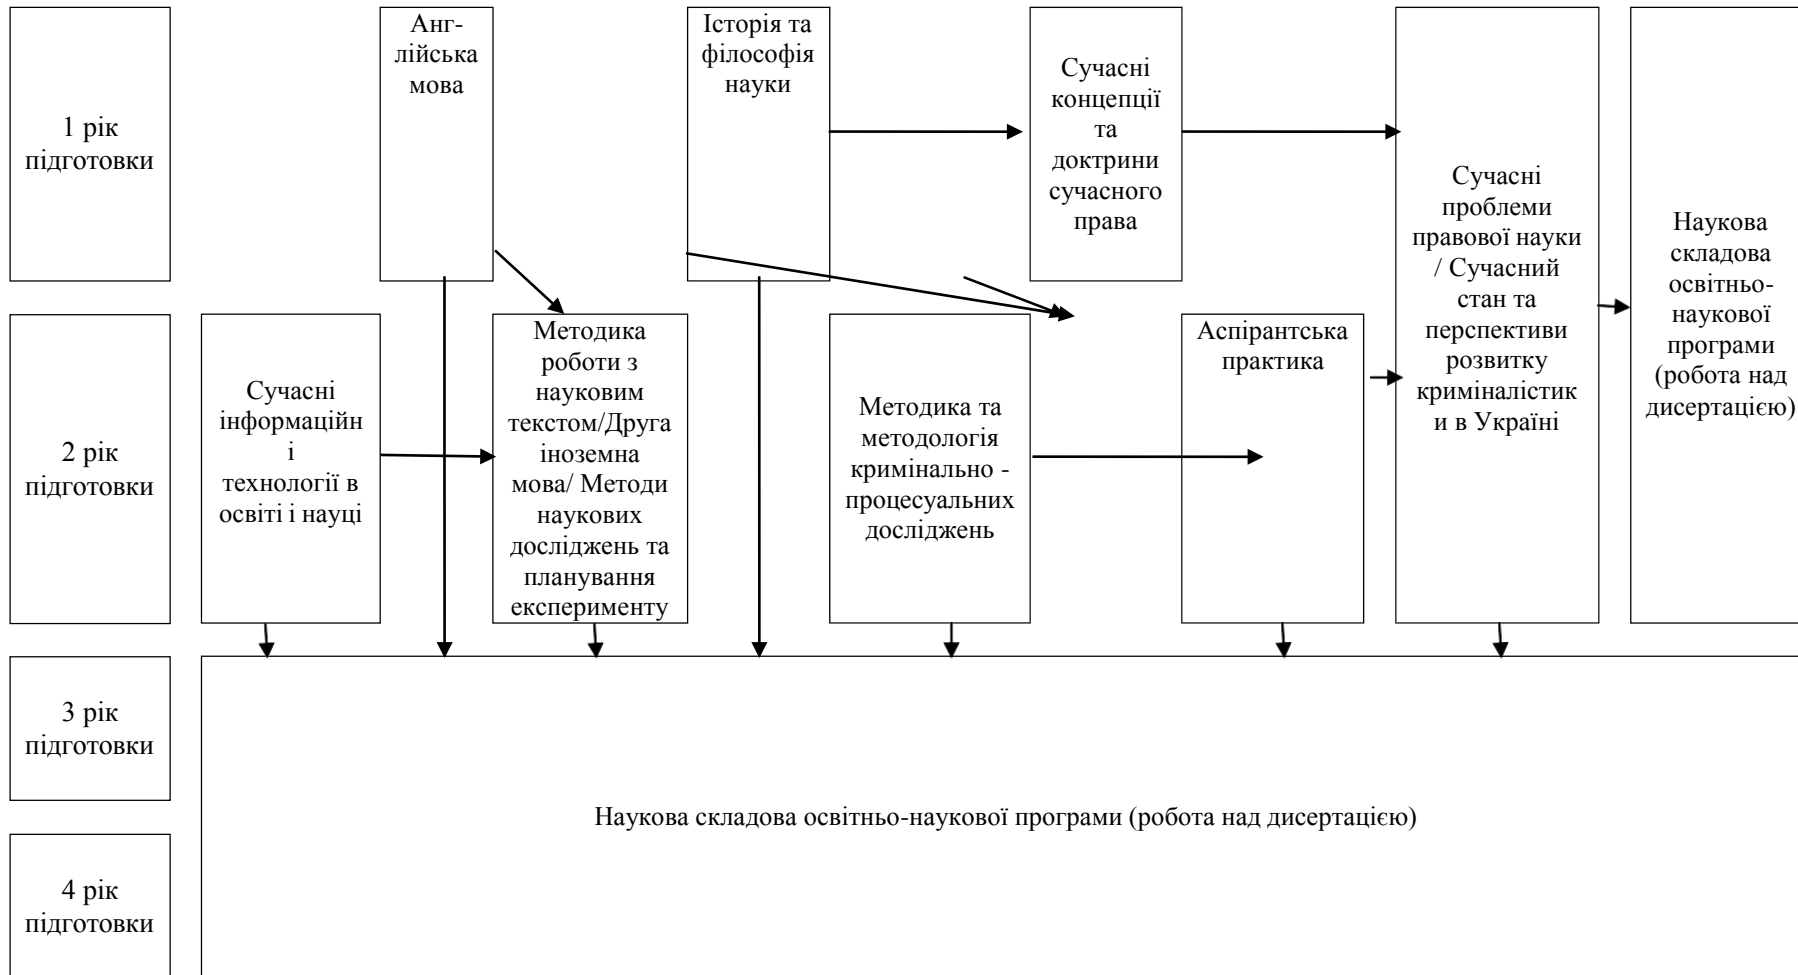 1 рік
підготовки
Анг-
лійська
мова
Історія та
філософія
науки
Сучасні
концепції
та
доктрини
сучасного
права
Сучасні
проблеми
правової науки
/ Сучасний
стан та
перспективи
розвитку
криміналістик
и в Україні
Наукова
складова
освітньо-
наукової
програми
(робота над
дисертацією)
2 рік
підготовки
Сучасні
інформаційн
і
технології в
освіті і науці
Методика
роботи з
науковим
текстом/Друга
іноземна
мова/ Методи
наукових
досліджень та
планування
експерименту
Методика та
методологія
кримінально -
процесуальних
досліджень
Аспірантська
практика
3 рік
підготовки
Наукова складова освітньо-наукової програми (робота над дисертацією)
4 рік
підготовки